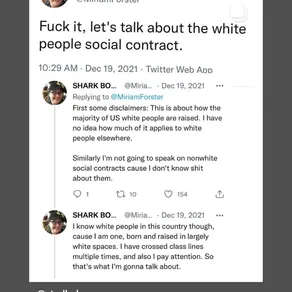 @MiriamForster
Fuck it, let's talk about the white
people social contract.
10:29 AM · Dec 19, 2021 · Twitter Web App
SHARK BO... @Miria... · Dec 19, 2021 ...
Replying to @MiriamForster
First some disclaimers: This is about how the
majority of US white people are raised. I have
no idea how much of it applies to white
people elsewhere.
Similarly I'm not going to speak on nonwhite
social contracts cause I don't know shit
about them.
1 10 154
SHARK BO... @Miria... · Dec 19, 2021 ...
I know white people in this country though,
cause I am one, born and raised in largely
white spaces. I have crossed class lines
multiple times, and also I pay attention. So
that's what I'm gonna talk about.